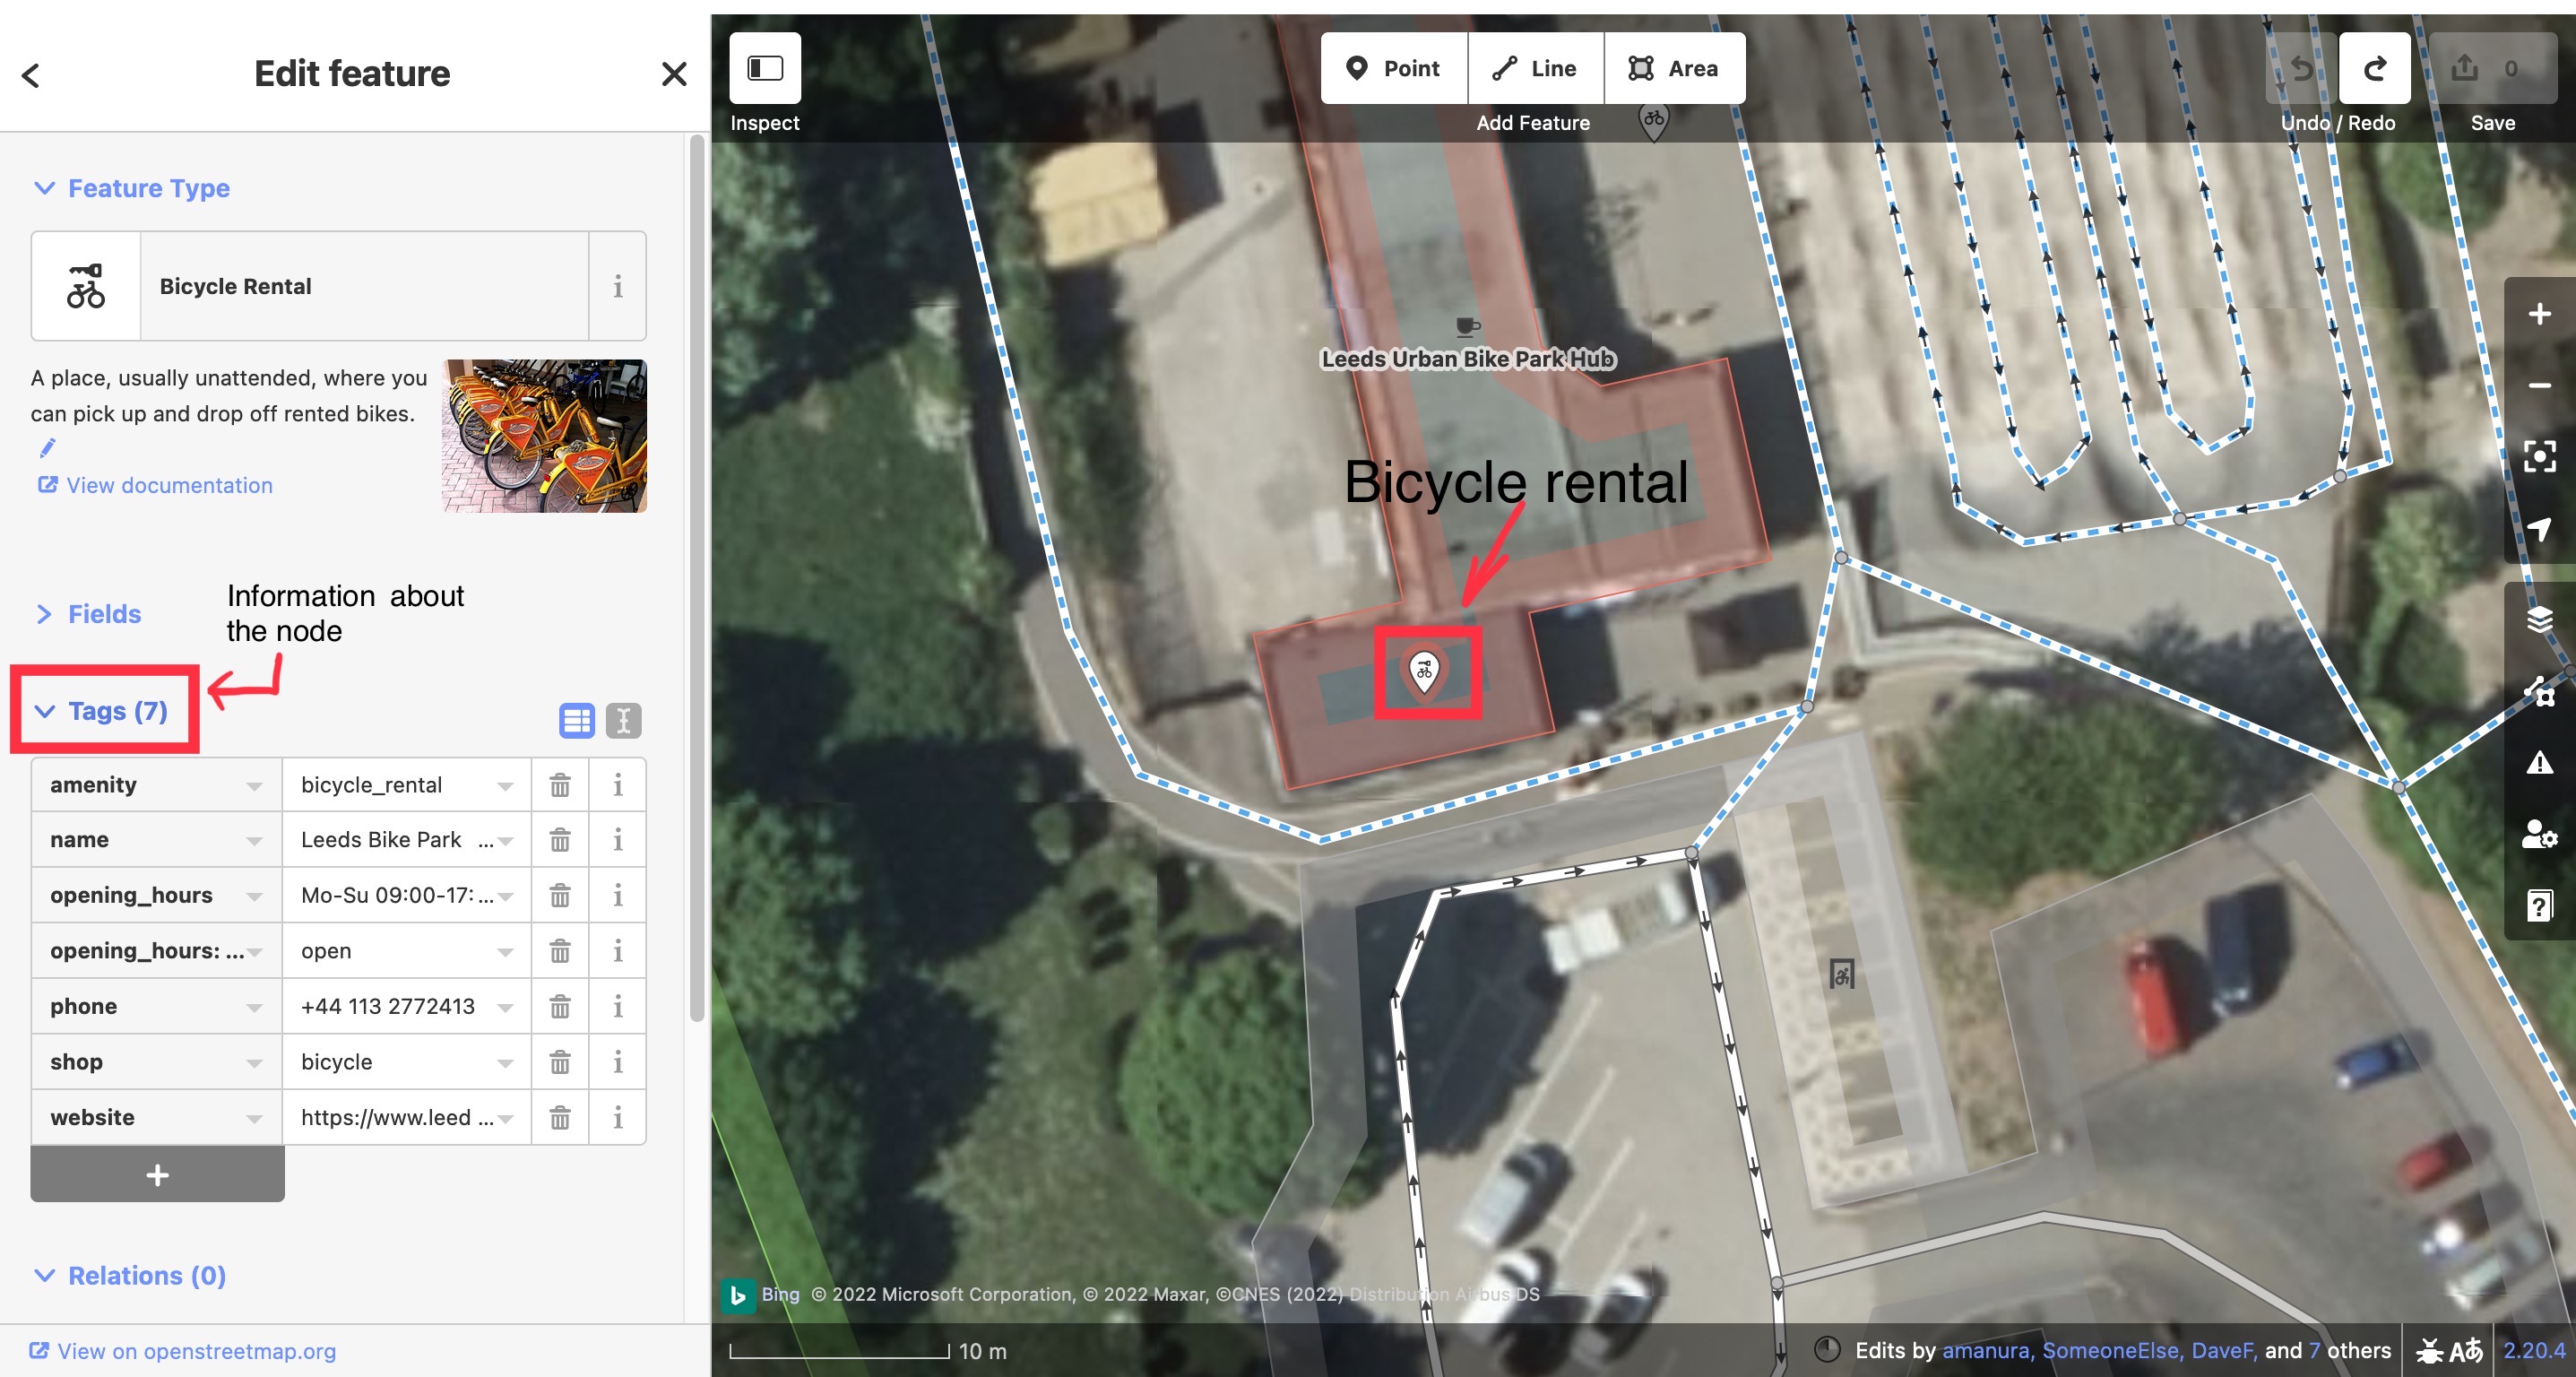 Edit feature
Feature Type
Bicycle Rental
A place, usually unattended, where you
can pick up and drop off rented bikes.
View documentation
Fields
Information about
the node
Tags (7)
amenity bicycle_rental
name Leeds Bike Park ...
opening_hours Mo-Su 09:00-17: ...
opening_hours: ... open
phone +44 113 2772413
shop bicycle
website https://www.leed ...
+
Relations (0)
View on openstreetmap.org
Inspect
Point Line Area
Add Feature
Undo / Redo
0
Save
Leeds Urban Bike Park Hub
Bicycle rental
Bing © 2022 Microsoft Corporation, © 2022 Maxar, ©CNES (2022) Distribution Airbus DS
10 m
Edits by amanura, SomeoneElse, DaveF, and 7 others
Aあ
2.20.4